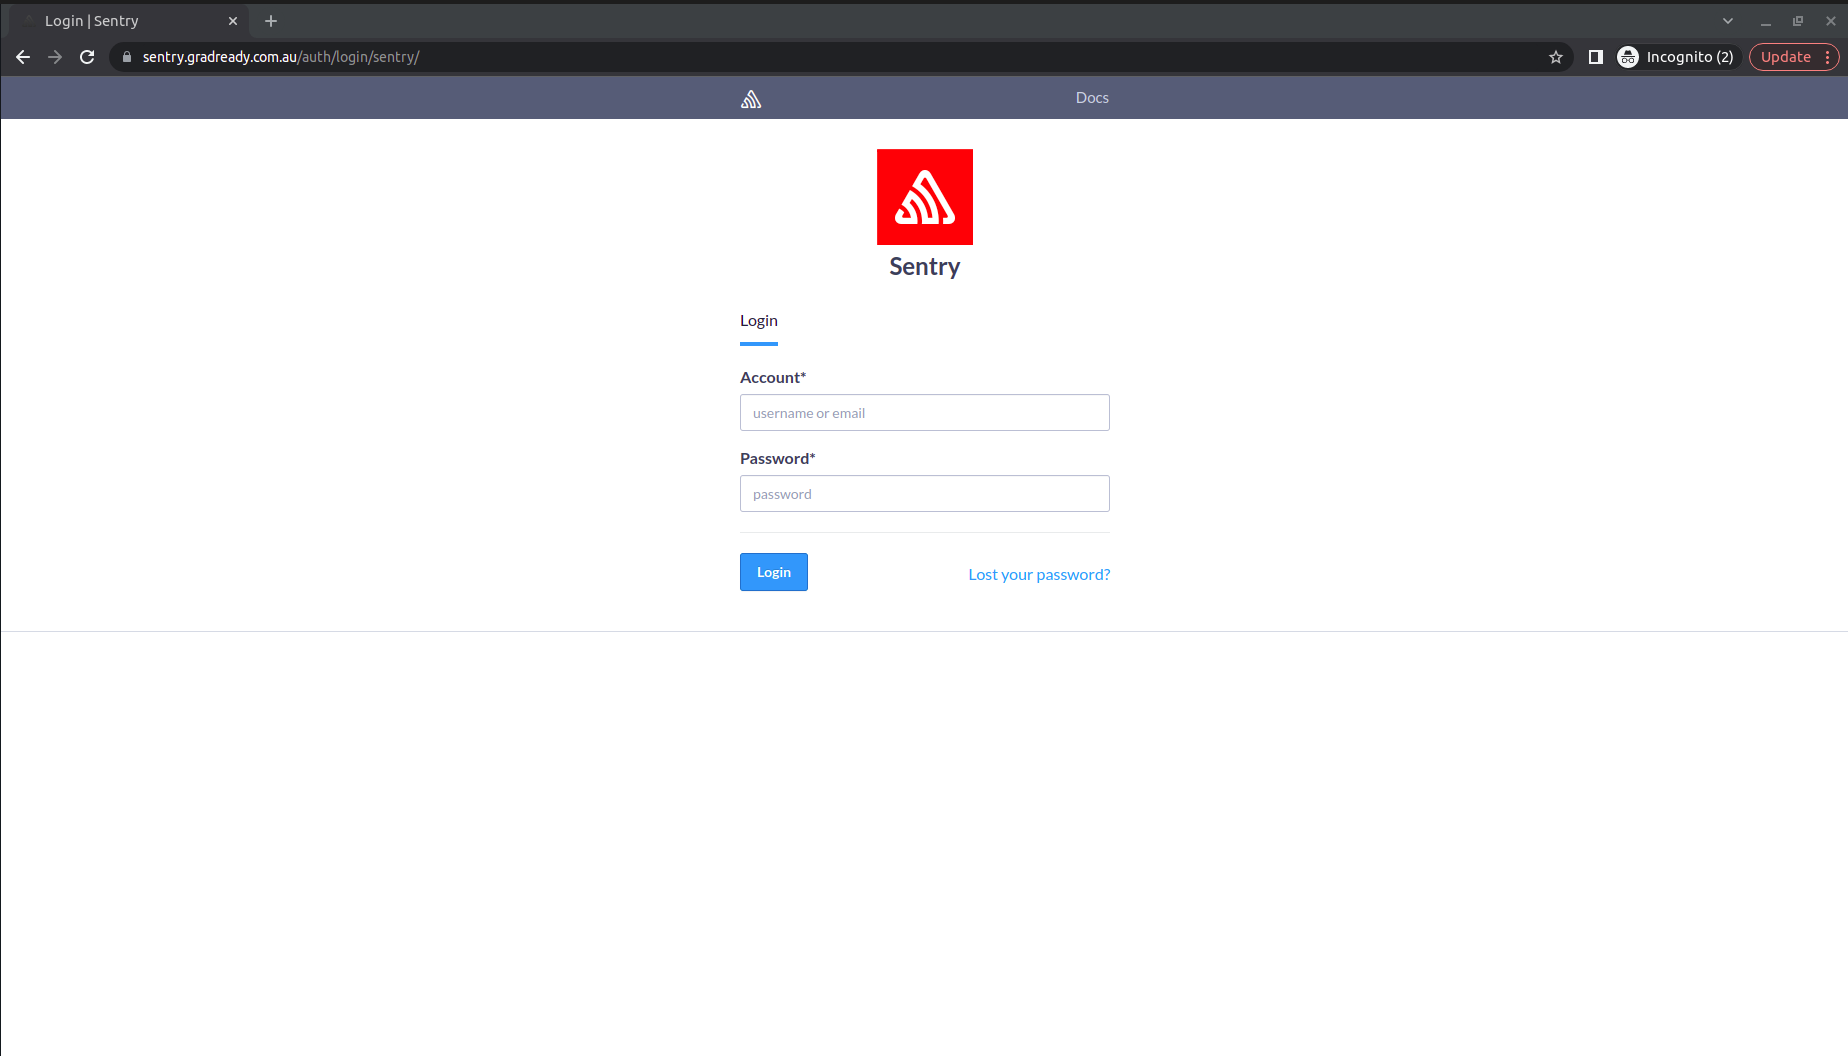 Login | Sentry
sentry.gradready.com.au/auth/login/sentry/
Incognito (2)
Update
Docs
Sentry
Login
Account*
username or email
Password*
password
Login
Lost your password?